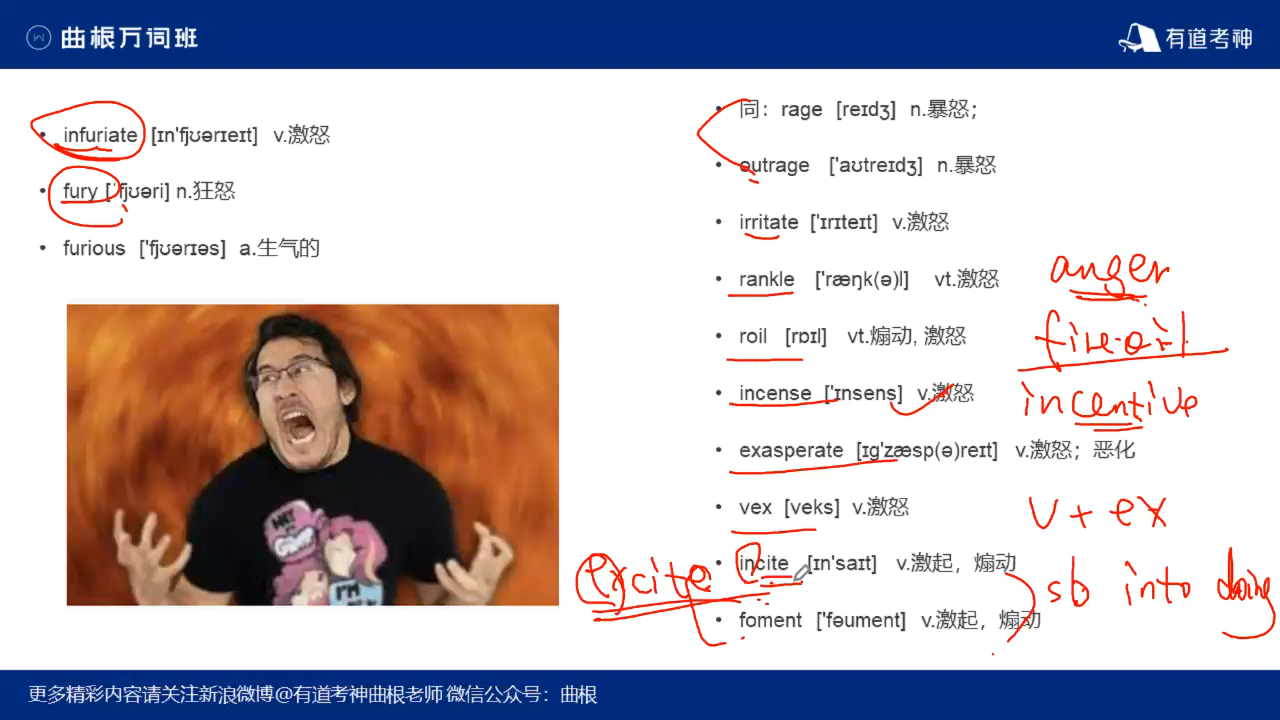 曲根万词班
有道考神
• infuriate [ɪn'fjʊərɪeɪt] v.激怒
• fury ['fjʊəri] n.狂怒
• furious ['fjʊərɪəs] a.生气的
• 同：rage [reɪdʒ] n.暴怒；
• outrage ['aʊtreɪdʒ] n.暴怒
• irritate ['ɪrɪteɪt] v.激怒
• rankle ['ræŋk(ə)l] vt.激怒
anger
• roil [rɒɪl] vt.煽动, 激怒
fire·oil
• incense ['ɪnsens] v.激怒
incentive
• exasperate [ɪg'zæsp(ə)reɪt] v.激怒；恶化
• vex [veks] v.激怒
v + ex
• incite [ɪn'saɪt] v.激起，煽动
excite
sb into doing
• foment ['fəument] v.激起，煽动
更多精彩内容请关注新浪微博@有道考神曲根老师 微信公众号：曲根